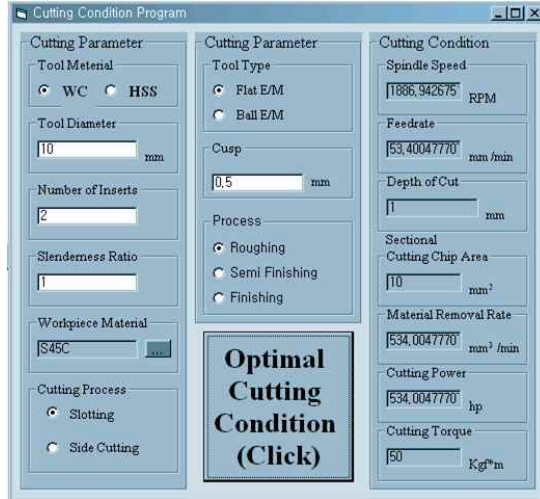 Cutting Condition Program
Cutting Parameter
Tool Meterial
WC HSS
Tool Diameter
10 mm
Number of Inserts
2
Slenderness Ratio
1
Workpiece Material
S45C ...
Cutting Process
Slotting
Side Cutting
Cutting Parameter
Tool Type
Flat E/M
Ball E/M
Cusp
0,5 mm
Process
Roughing
Semi Finishing
Finishing
Optimal
Cutting
Condition
(Click)
Cutting Condition
Spindle Speed
1886,942675 RPM
Feedrate
53,40047770 mm /min
Depth of Cut
1 mm
Sectional
Cutting Chip Area
10 mm²
Material Removal Rate
534,0047770 mm³ /min
Cutting Power
534,0047770 hp
Cutting Torque
50 Kgf*m